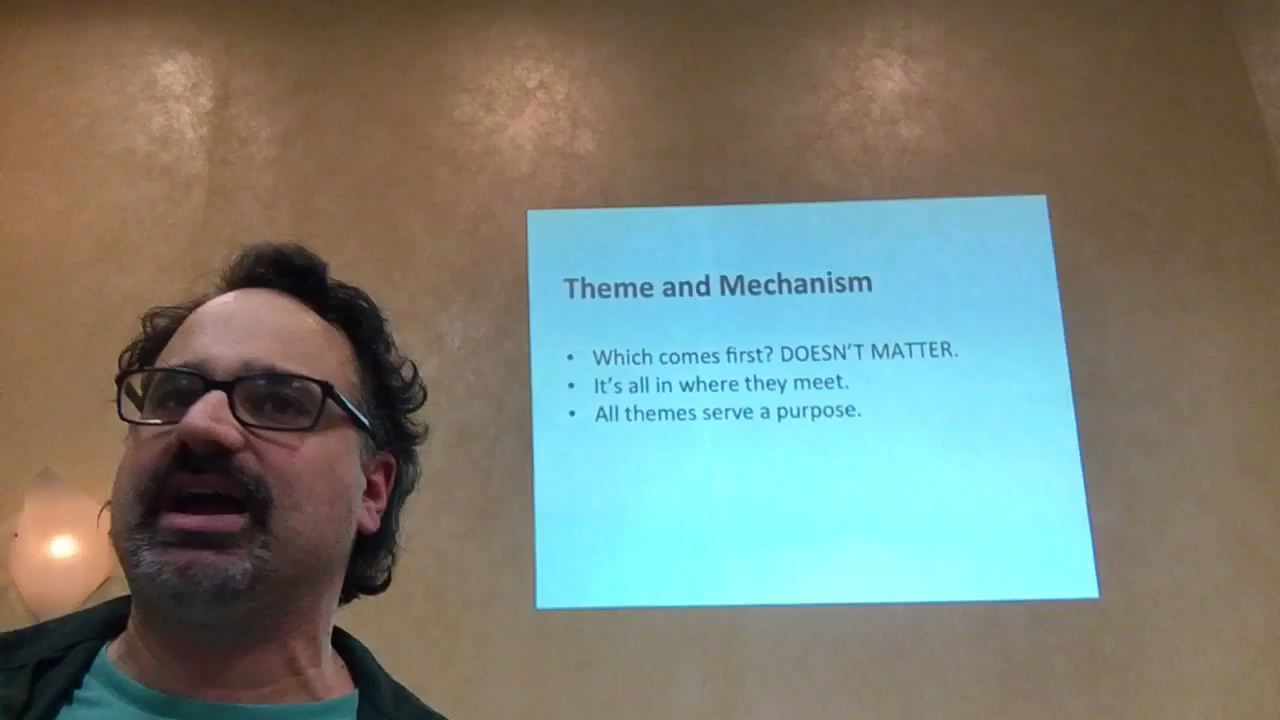 Theme and Mechanism
• Which comes first? DOESN'T MATTER.
• It's all in where they meet.
• All themes serve a purpose.